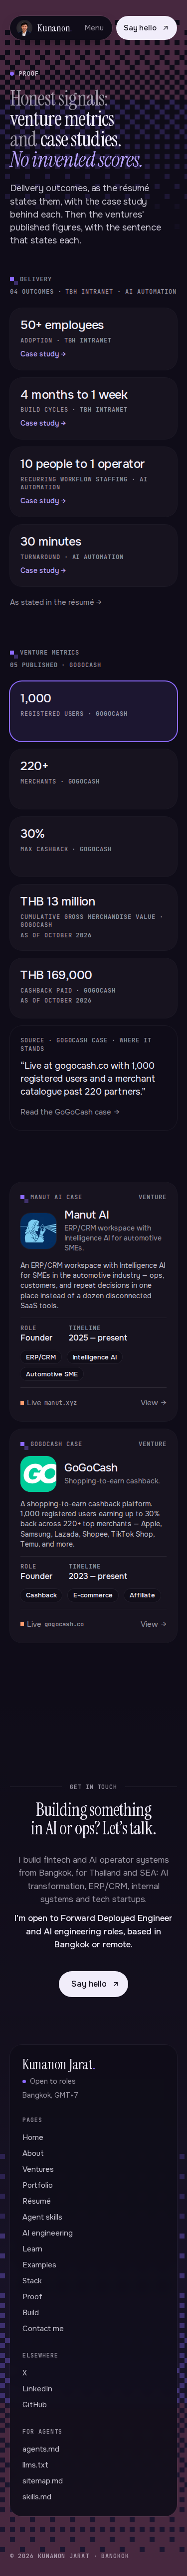 Kunanon.
Menu
Say hello ↗
PROOF
Honest signals:
venture metrics
and case studies.
No invented scores.
Delivery outcomes, as the résumé
states them, with the case study
behind each. Then the ventures'
published figures, with the sentence
that states each.
DELIVERY
04 OUTCOMES · TBH INTRANET · AI AUTOMATION
50+ employees
ADOPTION · TBH INTRANET
Case study →
4 months to 1 week
BUILD CYCLES · TBH INTRANET
Case study →
10 people to 1 operator
RECURRING WORKFLOW STAFFING · AI
AUTOMATION
Case study →
30 minutes
TURNAROUND · AI AUTOMATION
Case study →
As stated in the résumé →
VENTURE METRICS
05 PUBLISHED · GOGOCASH
1,000
REGISTERED USERS · GOGOCASH
220+
MERCHANTS · GOGOCASH
30%
MAX CASHBACK · GOGOCASH
THB 13 million
CUMULATIVE GROSS MERCHANDISE VALUE ·
GOGOCASH
AS OF OCTOBER 2026
THB 169,000
CASHBACK PAID · GOGOCASH
AS OF OCTOBER 2026
SOURCE · GOGOCASH CASE · WHERE IT
STANDS
“Live at gogocash.co with 1,000
registered users and a merchant
catalogue past 220 partners.”
Read the GoGoCash case →
MANUT AI CASE
VENTURE
Manut AI
ERP/CRM workspace with
Intelligence AI for automotive
SMEs.
An ERP/CRM workspace with Intelligence AI
for SMEs in the automotive industry — ops,
customers, and repeat decisions in one
place instead of a dozen disconnected
SaaS tools.
ROLE
Founder
TIMELINE
2025 — present
ERP/CRM
Intelligence AI
Automotive SME
Live manut.xyz
View →
GOGOCASH CASE
VENTURE
GO
GoGoCash
Shopping-to-earn cashback.
A shopping-to-earn cashback platform.
1,000 registered users earning up to 30%
back across 220+ top merchants — Apple,
Samsung, Lazada, Shopee, TikTok Shop,
Temu, and more.
ROLE
Founder
TIMELINE
2023 — present
Cashback
E-commerce
Affiliate
Live gogocash.co
View →
GET IN TOUCH
Building something
in AI or ops? Let’s talk.
I build fintech and AI operator systems
from Bangkok, for Thailand and SEA: AI
transformation, ERP/CRM, internal
systems and tech startups.
I'm open to Forward Deployed Engineer
and AI engineering roles, based in
Bangkok or remote.
Say hello ↗
Kunanon Jarat.
Open to roles
Bangkok, GMT+7
PAGES
Home
About
Ventures
Portfolio
Résumé
Agent skills
AI engineering
Learn
Examples
Stack
Proof
Build
Contact me
ELSEWHERE
X
LinkedIn
GitHub
FOR AGENTS
agents.md
llms.txt
sitemap.md
skills.md
© 2026 KUNANON JARAT · BANGKOK